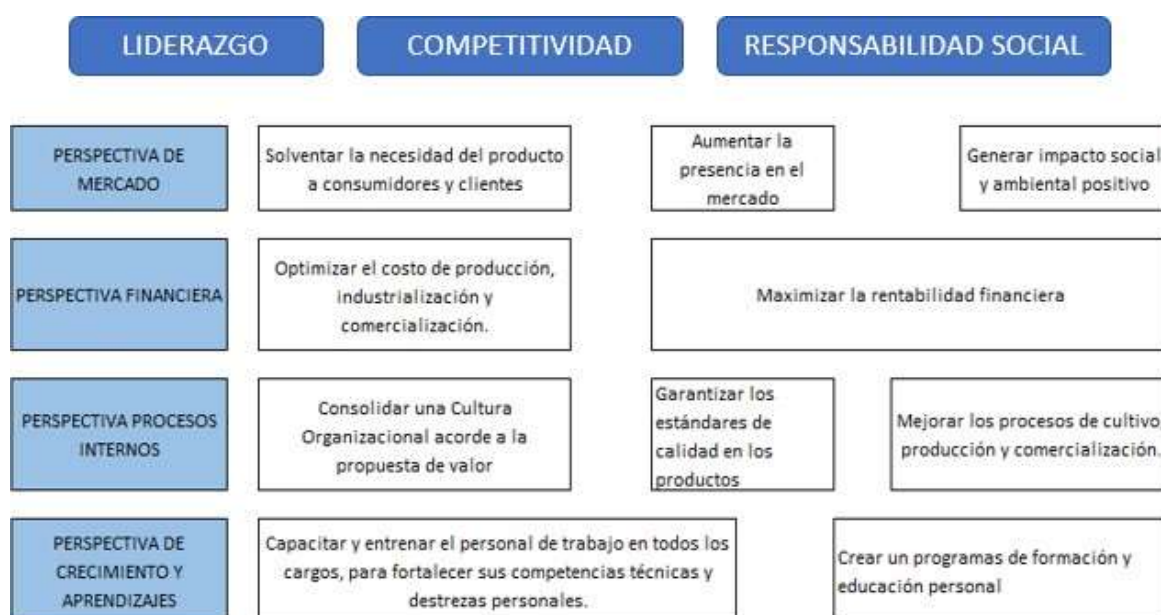 LIDERAZGO
COMPETITIVIDAD
RESPONSABILIDAD SOCIAL
PERSPECTIVA DE
MERCADO
Solventar la necesidad del producto
a consumidores y clientes
Aumentar la
presencia en el
mercado
Generar impacto social
y ambiental positivo
PERSPECTIVA FINANCIERA
Optimizar el costo de producción,
industrialización y
comercialización.
Maximizar la rentabilidad financiera
PERSPECTIVA PROCESOS
INTERNOS
Consolidar una Cultura
Organizacional acorde a la
propuesta de valor
Garantizar los
estándares de
calidad en los
productos
Mejorar los procesos de cultivo,
producción y comercialización.
PERSPECTIVA DE
CRECIMIENTO Y
APRENDIZAJES
Capacitar y entrenar el personal de trabajo en todos los
cargos, para fortalecer sus competencias técnicas y
destrezas personales.
Crear un programas de formación y
educación personal